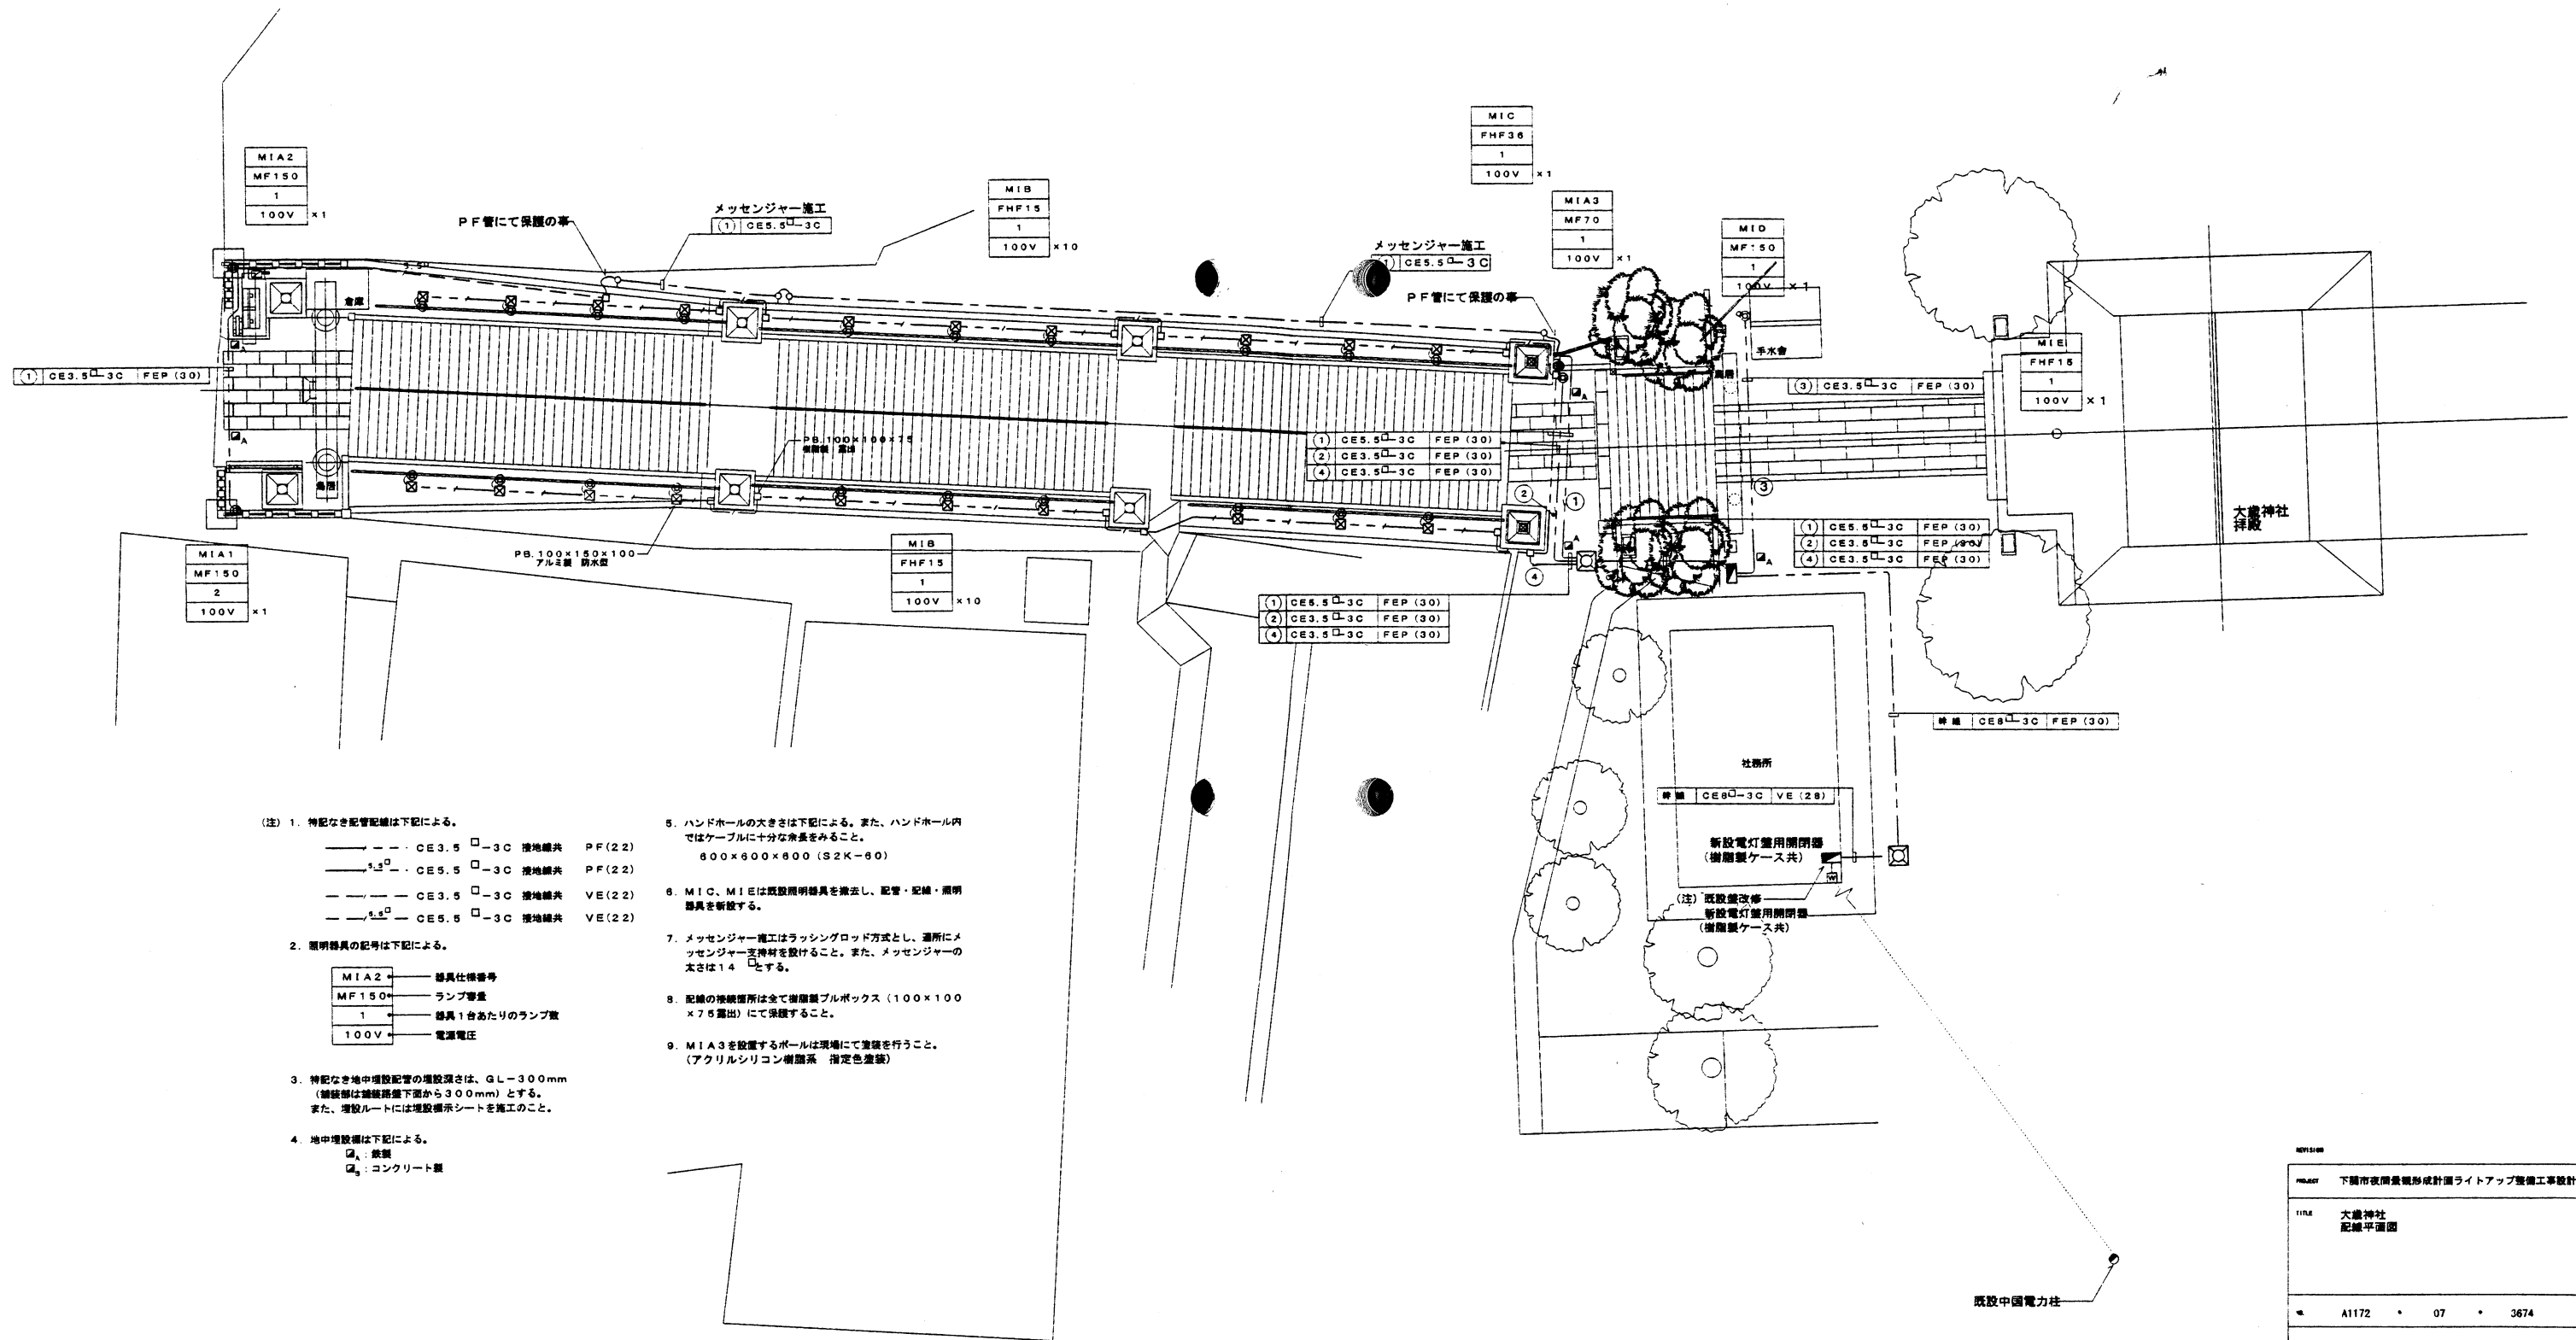 MIA2
MF150
1
100V ×1
PF管にて保護の事
メッセンジャー施工
① CE5.5□-3C
MIB
FHF15
1
100V ×10
MIC
FHF36
1
100V ×1
MIA3
MF70
1
100V ×1
メッセンジャー施工
① CE5.5□-3C
PF管にて保護の事
MID
MF150
1
100V ×1
倉庫
5.5□
手水舎
鳥居
MIE
FHF15
1
100V ×1
① CE3.5□-3C FEP(30)
A
③ CE3.5□-3C FEP(30)
A
A
PB.100×100×75
樹脂製 露出
① CE5.5□-3C FEP(30)
② CE3.5□-3C FEP(30)
④ CE3.5□-3C FEP(30)
鳥居
②
①
③
大歳神社
拝殿
① CE5.5□-3C FEP(30)
② CE3.5□-3C FEP(30)
④ CE3.5□-3C FEP(30)
A
A
④
MIA1
MF150
2
100V ×1
PB.100×150×100
アルミ製 防水型
MIB
FHF15
1
100V ×10
① CE5.5□-3C FEP(30)
② CE3.5□-3C FEP(30)
④ CE3.5□-3C FEP(30)
幹線 CE8□-3C FEP(30)
社務所
幹線 CE8□-3C VE(28)
新設電灯盤用開閉器
(樹脂製ケース共)
W
(注) 既設盤改修
新設電灯盤用開閉器
(樹脂製ケース共)
既設中国電力柱
(注) 1. 特記なき配管配線は下記による。
CE3.5□-3C 接地線共 PF(22)
5.5□ CE5.5□-3C 接地線共 PF(22)
CE3.5□-3C 接地線共 VE(22)
5.5□ CE5.5□-3C 接地線共 VE(22)
2. 照明器具の記号は下記による。
MIA2 器具仕様番号
MF150 ランプ容量
1 器具1台あたりのランプ数
100V 電源電圧
3. 特記なき地中埋設配管の埋設深さは、GL-300mm
(舗装部は舗装路盤下面から300mm)とする。
また、埋設ルートには埋設標示シートを施工のこと。
4. 地中埋設標は下記による。
A : 鉄製
B : コンクリート製
5. ハンドホールの大きさは下記による。また、ハンドホール内
ではケーブルに十分な余長をみること。
600×600×600(S2K-60)
6. MIC、MIEは既設照明器具を撤去し、配管・配線・照明
器具を新設する。
7. メッセンジャー施工はラッシングロッド方式とし、適所にメ
ッセンジャー支持材を設けること。また、メッセンジャーの
太さは14□とする。
8. 配線の接続箇所は全て樹脂製プルボックス(100×100
×75露出)にて保護すること。
9. MIA3を設置するポールは現場にて塗装を行うこと。
(アクリルシリコン樹脂系 指定色塗装)
REVISION
PROJECT 下関市夜間景観形成計画ライトアップ整備工事設計
TITLE 大歳神社
配線平面図
A1172 • 07 • 3674